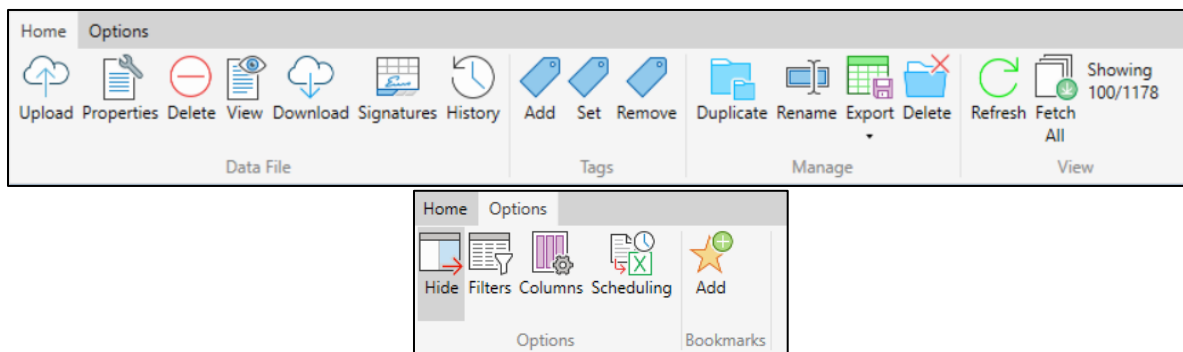 Home Options
Upload Properties Delete View Download Signatures History Add Set Remove Duplicate Rename Export Delete Refresh Fetch All Showing 100/1178
Data File Tags Manage View
Home Options
Hide Filters Columns Scheduling Add
Options Bookmarks